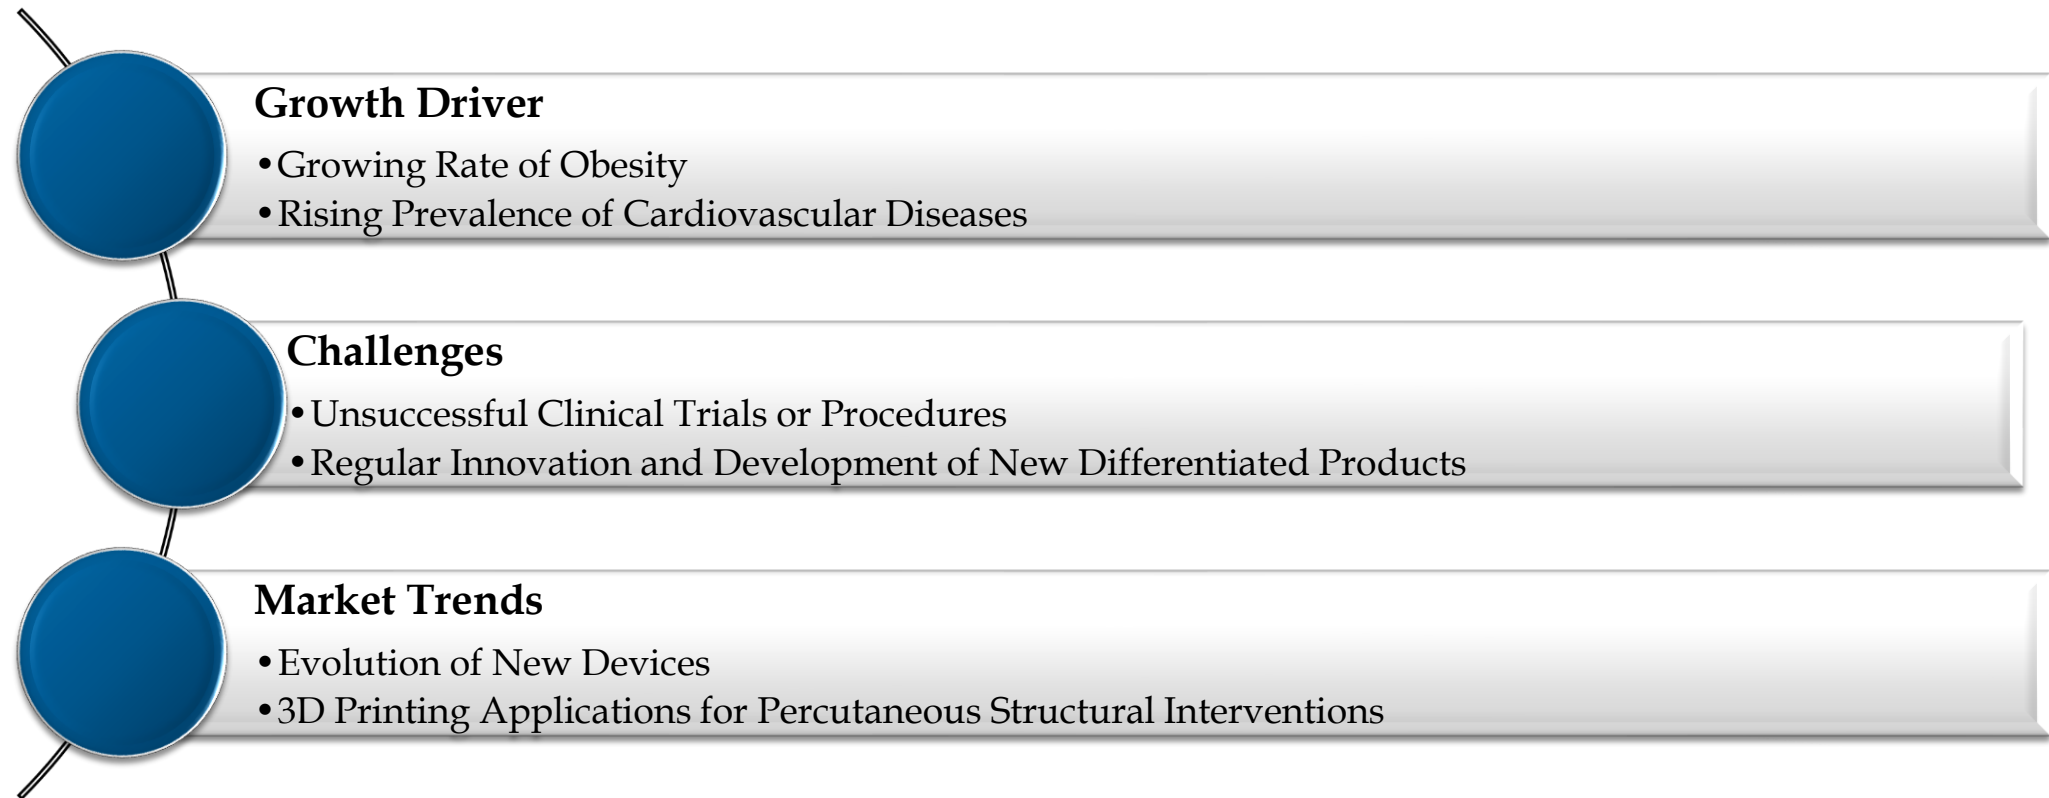 Growth Driver
•Growing Rate of Obesity
•Rising Prevalence of Cardiovascular Diseases
Challenges
•Unsuccessful Clinical Trials or Procedures
•Regular Innovation and Development of New Differentiated Products
Market Trends
•Evolution of New Devices
•3D Printing Applications for Percutaneous Structural Interventions